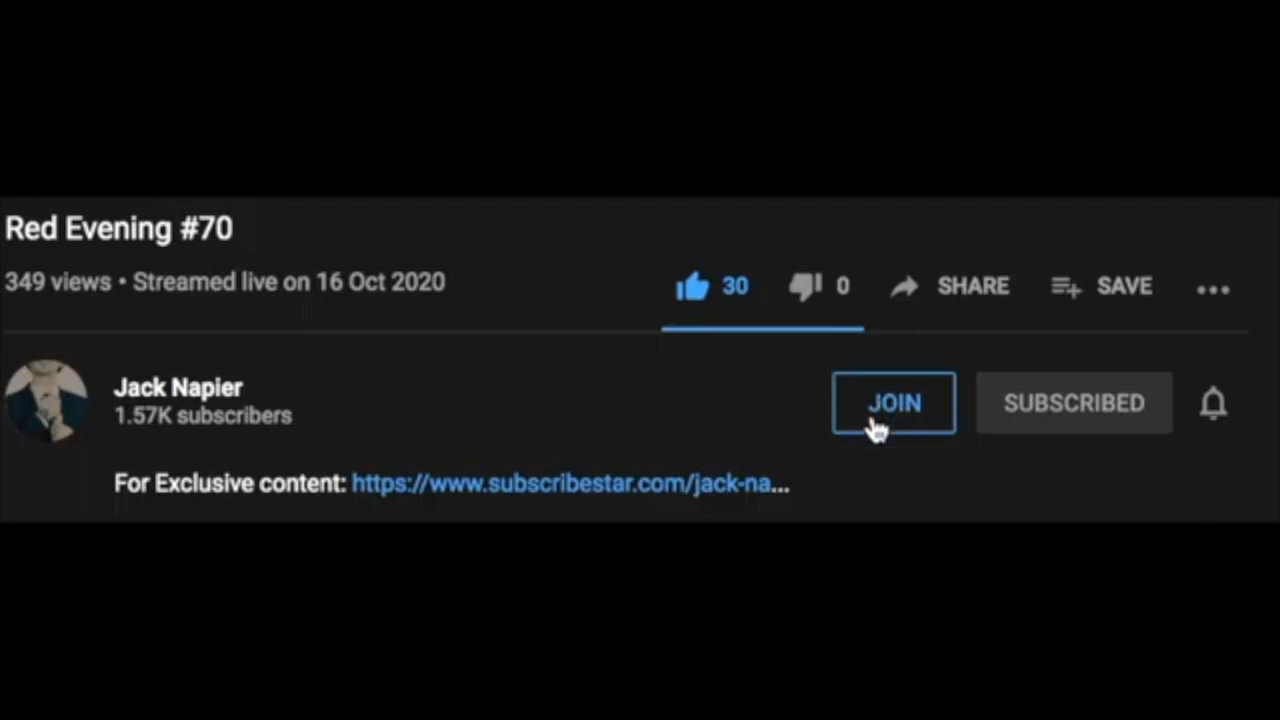 Red Evening #70
349 views • Streamed live on 16 Oct 2020
30 0 SHARE SAVE
Jack Napier
1.57K subscribers
JOIN SUBSCRIBED
For Exclusive content: https://www.subscribestar.com/jack-na...